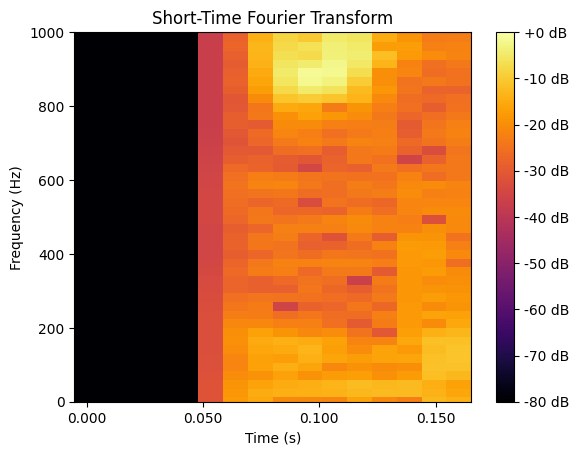 Short-Time Fourier Transform
Frequency (Hz)
1000
800
600
400
200
0
0.000
0.050
0.100
0.150
Time (s)
+0 dB
-10 dB
-20 dB
-30 dB
-40 dB
-50 dB
-60 dB
-70 dB
-80 dB